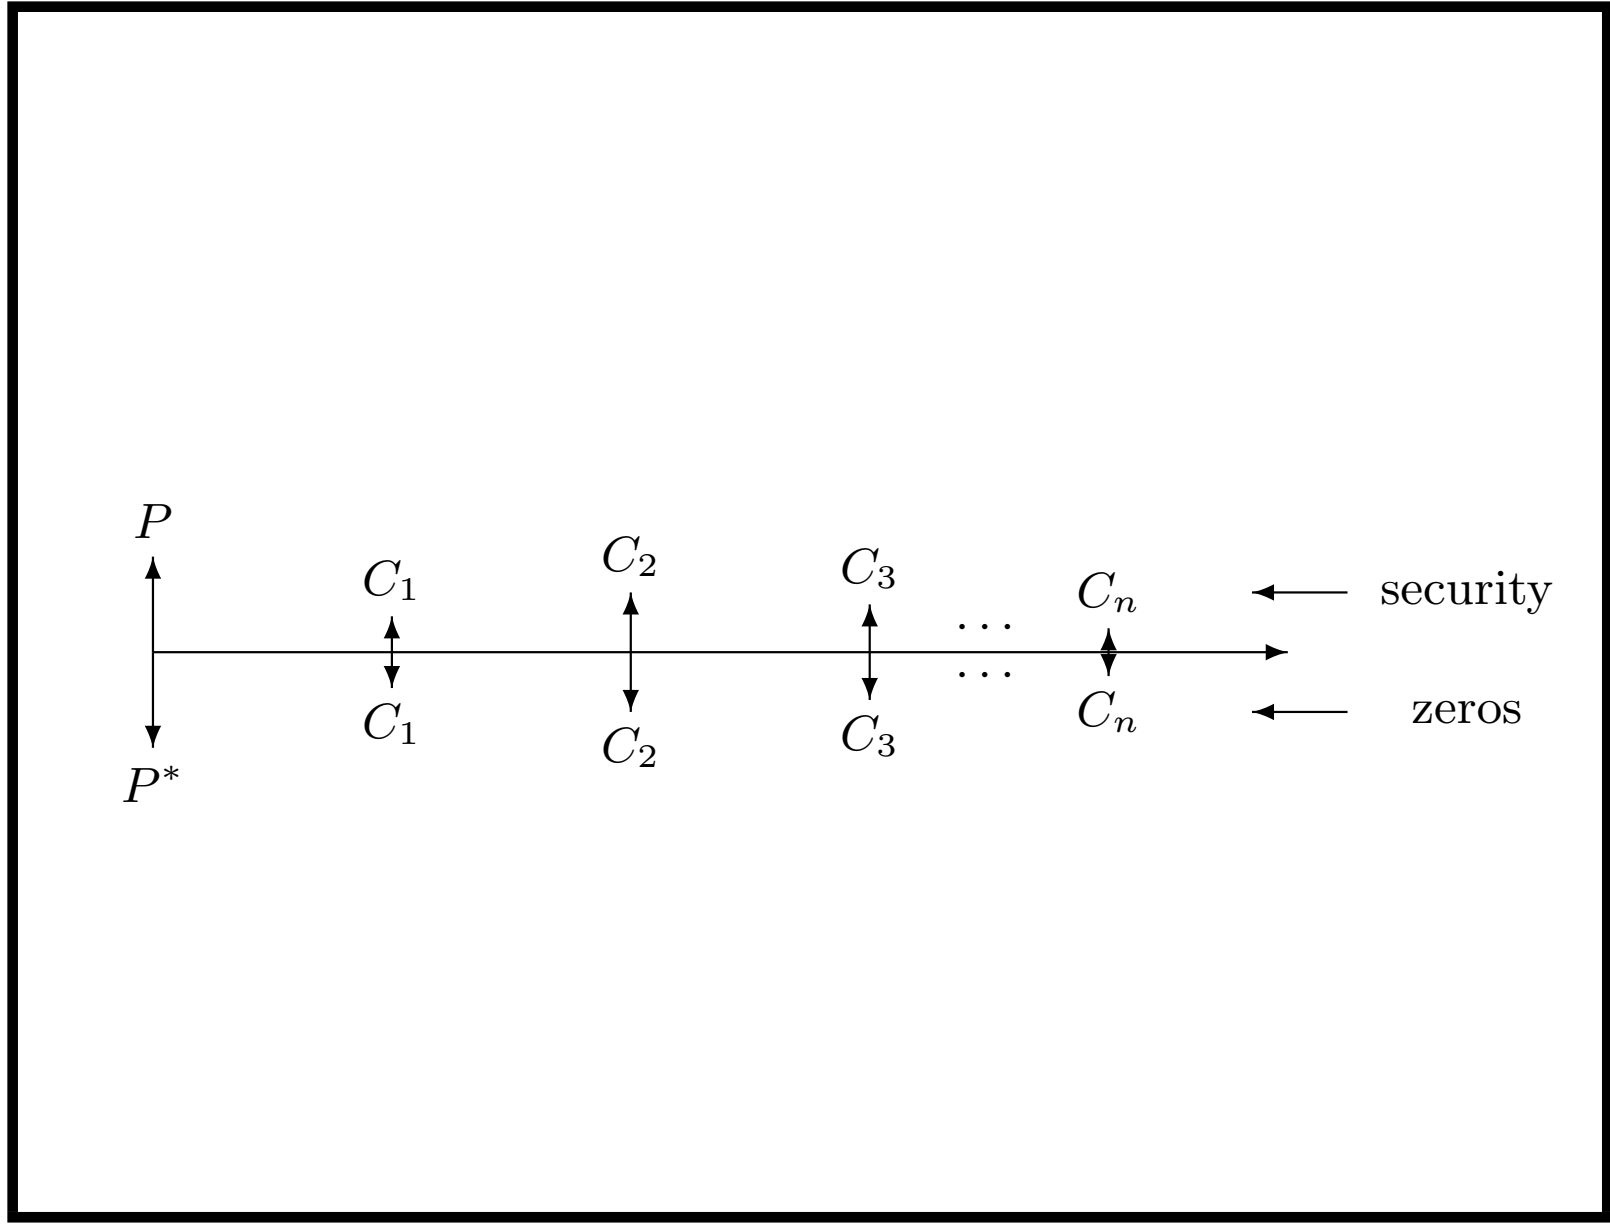 P
C₁ C₂ C₃ ... Cₙ security
... 
C₁ C₂ C₃ Cₙ zeros
P*